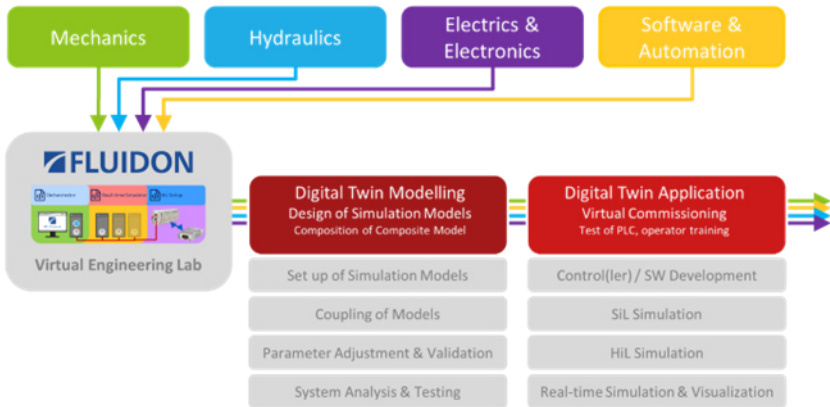 Mechanics
Hydraulics
Electrics &
Electronics
Software &
Automation
FLUIDON
Virtual Engineering Lab
Digital Twin Modelling
Design of Simulation Models
Composition of Composite Model
Set up of Simulation Models
Coupling of Models
Parameter Adjustment & Validation
System Analysis & Testing
Digital Twin Application
Virtual Commissioning
Test of PLC, operator training
Control(ler) / SW Development
SiL Simulation
HiL Simulation
Real-time Simulation & Visualization